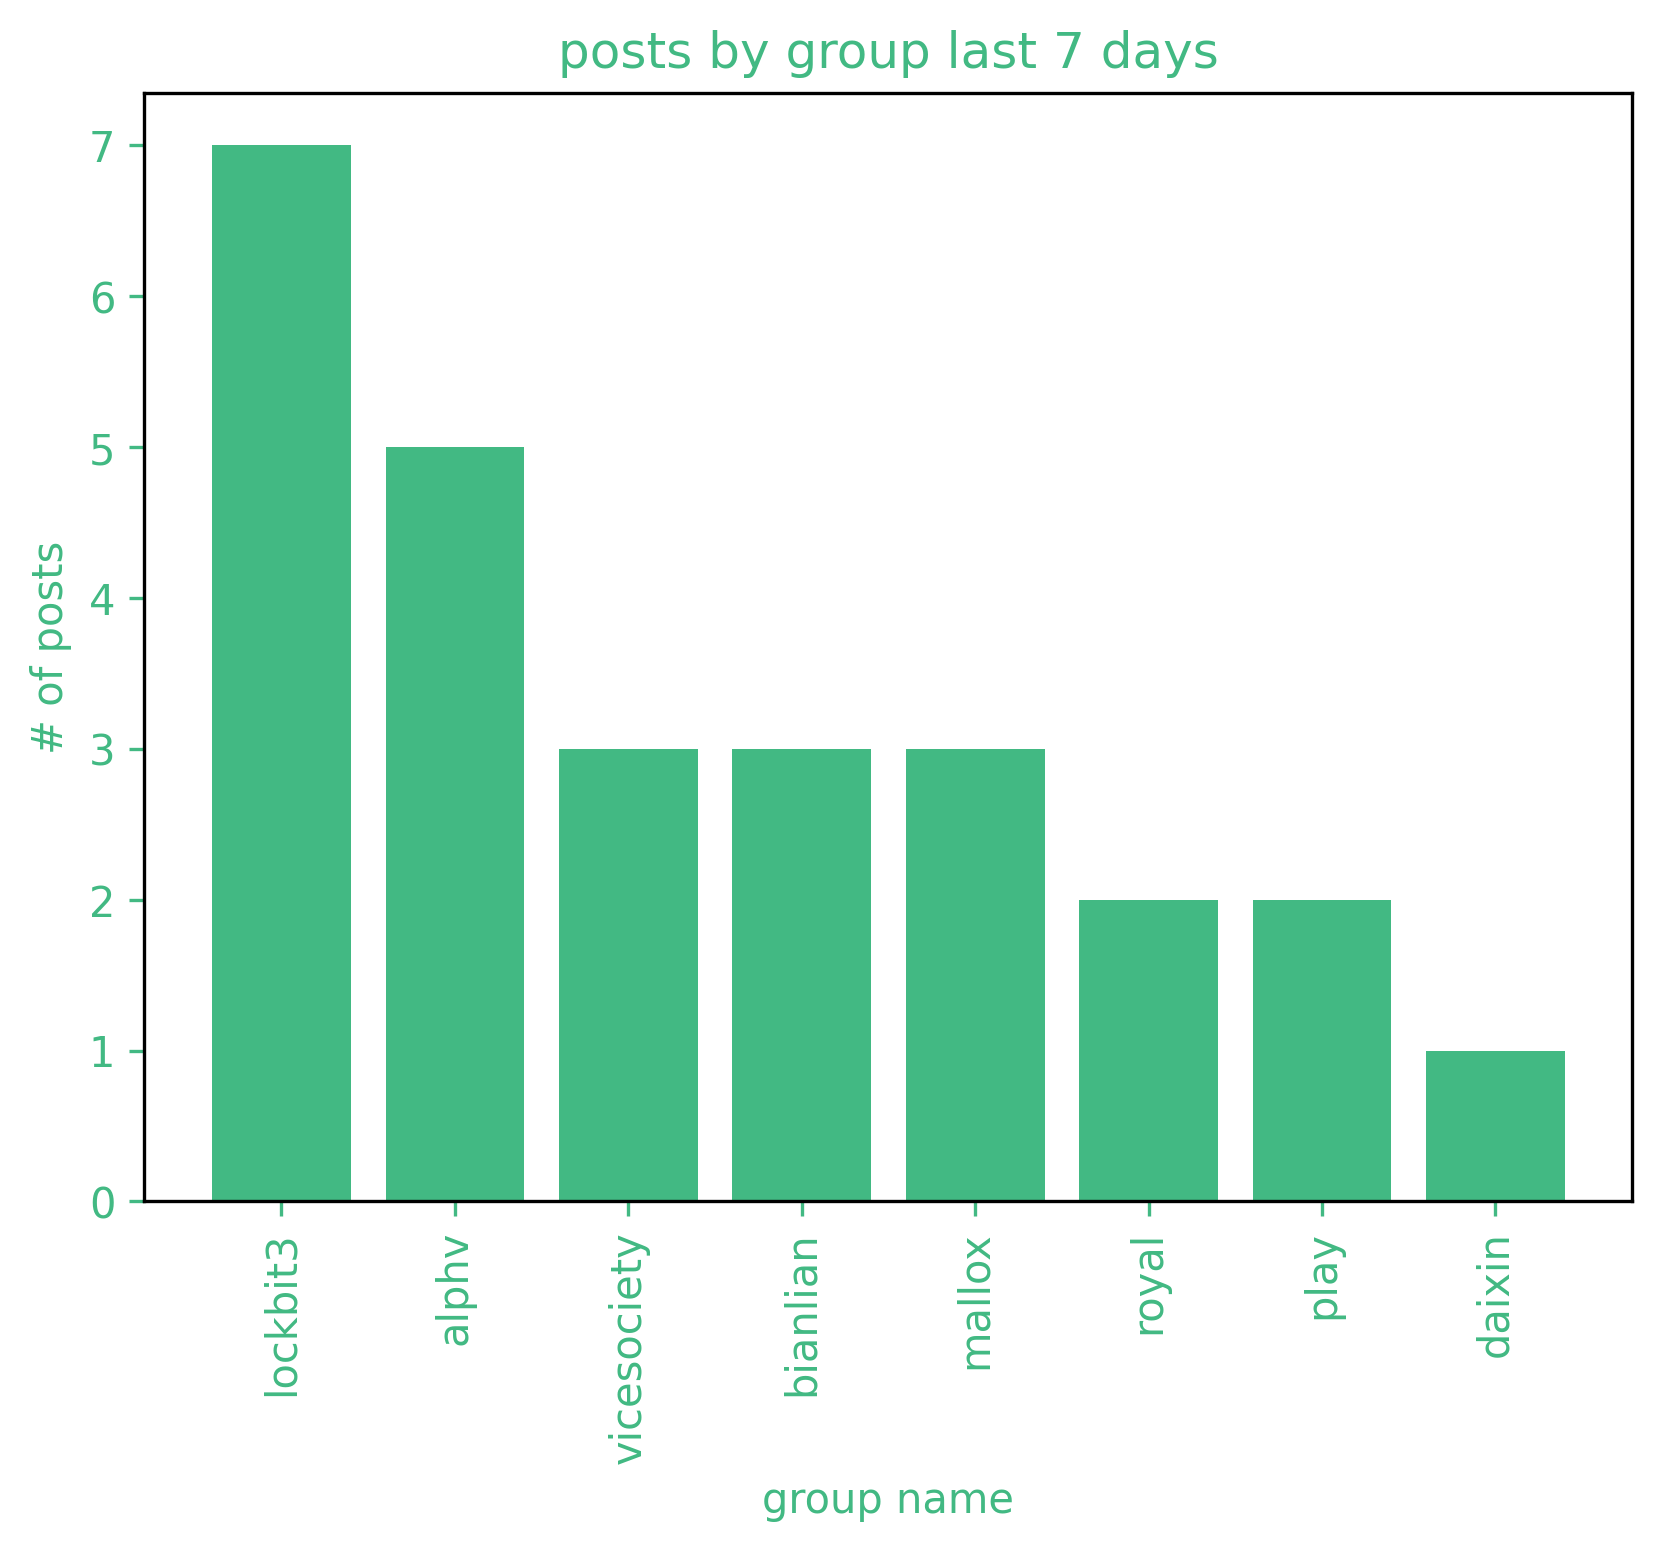 posts by group last 7 days
# of posts
7
6
5
4
3
2
1
0
lockbit3
alphv
vicesociety
bianlian
mallox
royal
play
daixin
group name